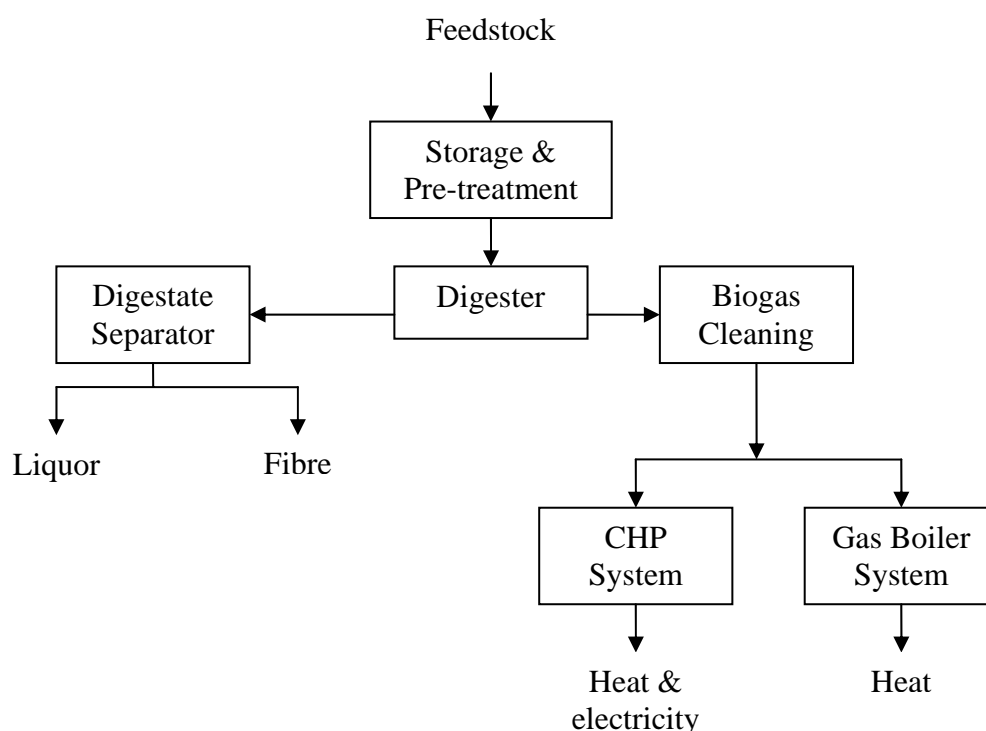 Feedstock
Storage &
Pre-treatment
Digestate
Separator
Digester
Biogas
Cleaning
Liquor
Fibre
CHP
System
Gas Boiler
System
Heat &
electricity
Heat